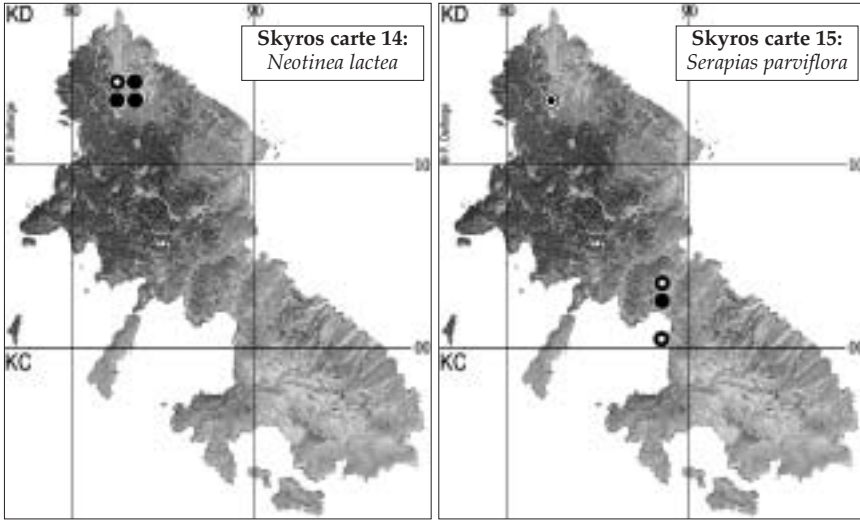 KD
80
90
Skyros carte 14:
Neotinea lactea
00
00
KC
KD
80
90
Skyros carte 15:
Serapias parviflora
00
KC